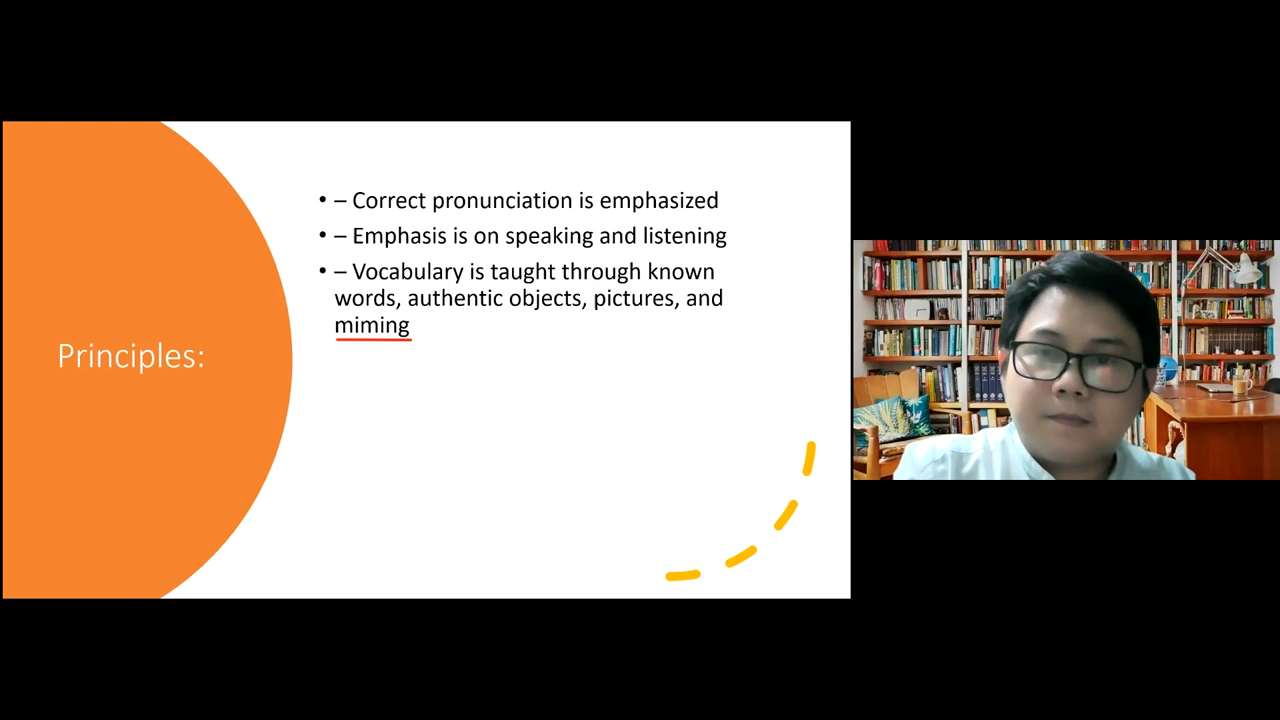 Principles:
• – Correct pronunciation is emphasized
• – Emphasis is on speaking and listening
• – Vocabulary is taught through known
words, authentic objects, pictures, and
miming